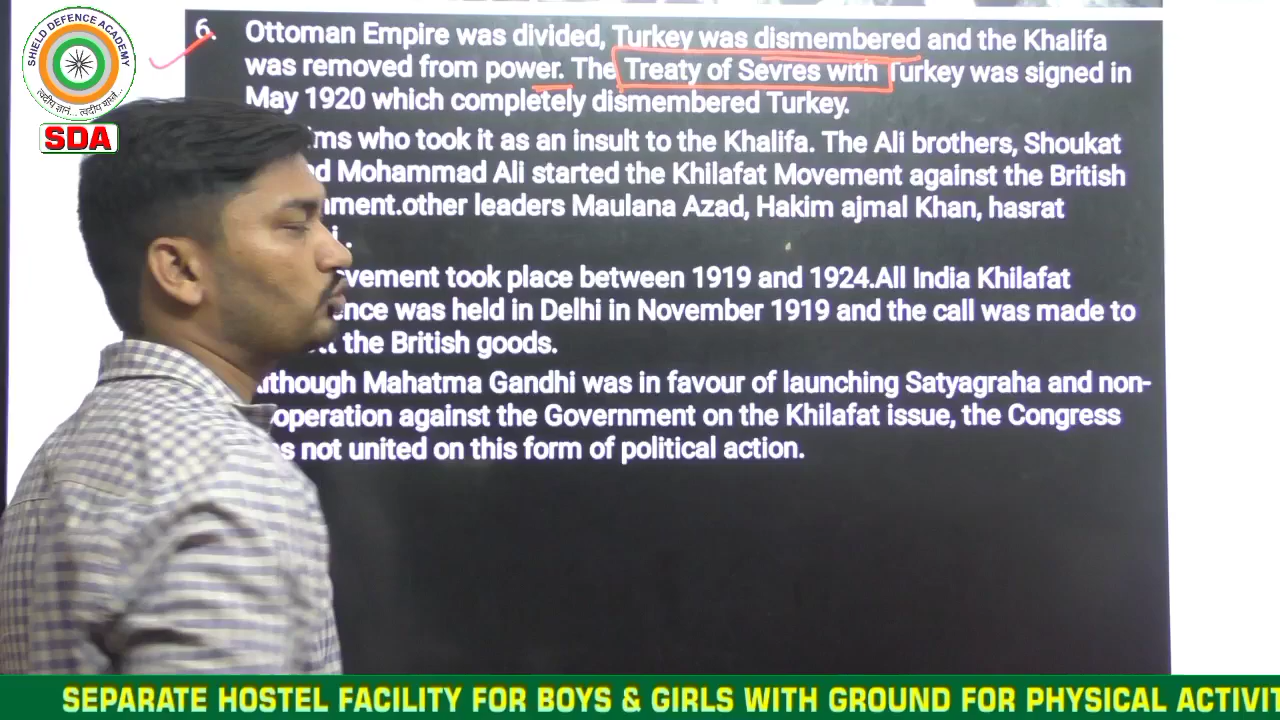 SHIELD DEFENCE ACADEMY
SDA
6. Ottoman Empire was divided, Turkey was dismembered and the Khalifa
was removed from power. The Treaty of Sevres with Turkey was signed in
May 1920 which completely dismembered Turkey.
who took it as an insult to the Khalifa. The Ali brothers, Shoukat
Mohammad Ali started the Khilafat Movement against the British
other leaders Maulana Azad, Hakim ajmal Khan, hasrat
took place between 1919 and 1924.All India Khilafat
was held in Delhi in November 1919 and the call was made to
the British goods.
Although Mahatma Gandhi was in favour of launching Satyagraha and non-
cooperation against the Government on the Khilafat issue, the Congress
not united on this form of political action.
SEPARATE HOSTEL FACILITY FOR BOYS & GIRLS WITH GROUND FOR PHYSICAL ACTIVIT